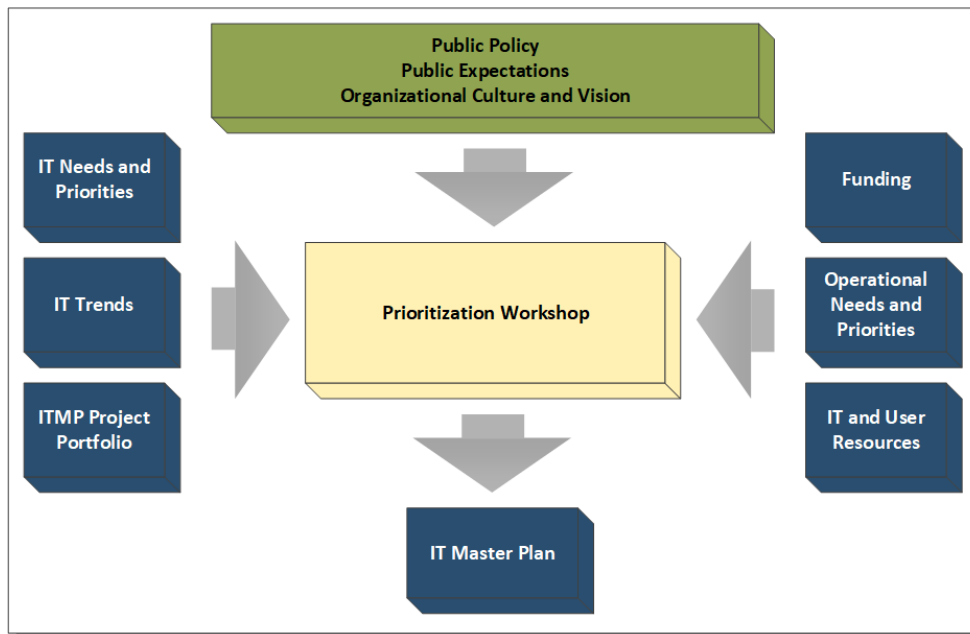 Public Policy
Public Expectations
Organizational Culture and Vision
IT Needs and
Priorities
IT Trends
ITMP Project
Portfolio
Prioritization Workshop
Funding
Operational
Needs and
Priorities
IT and User
Resources
IT Master Plan